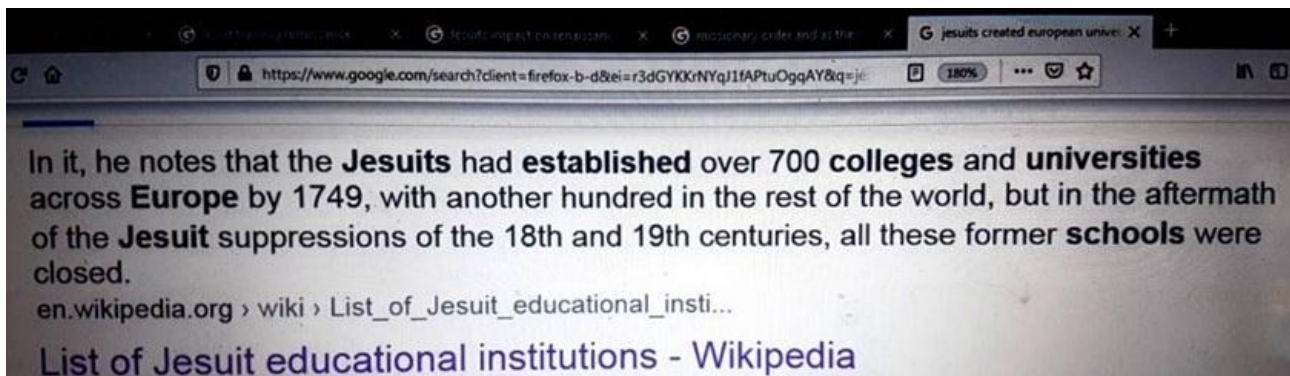 jesuits created european univer
https://www.google.com/search?client=firefox-b-d&ei=r3dGYKKrNYqJ1fAPtuOgqAY&q=je
180%
In it, he notes that the Jesuits had established over 700 colleges and universities
across Europe by 1749, with another hundred in the rest of the world, but in the aftermath
of the Jesuit suppressions of the 18th and 19th centuries, all these former schools were
closed.
en.wikipedia.org › wiki › List_of_Jesuit_educational_insti...
List of Jesuit educational institutions - Wikipedia